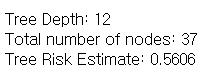 Tree Depth: 12
Total number of nodes: 37
Tree Risk Estimate: 0.5606